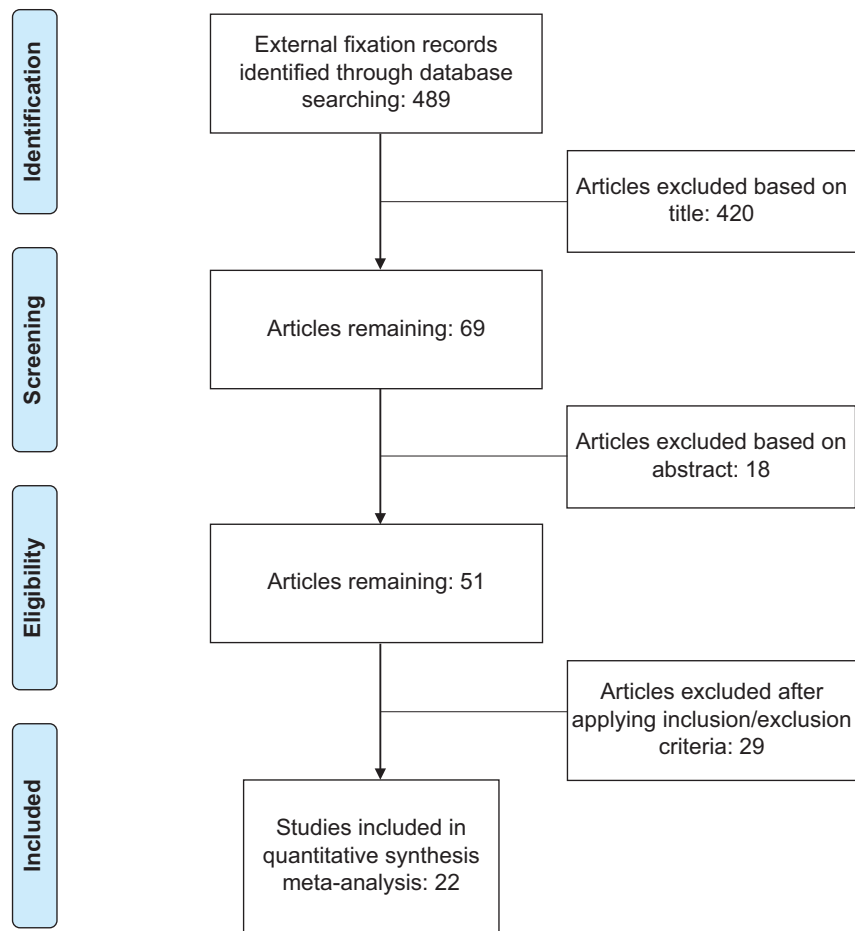 Identification
External fixation records
identified through database
searching: 489
Articles excluded based on
title: 420
Screening
Articles remaining: 69
Articles excluded based on
abstract: 18
Eligibility
Articles remaining: 51
Articles excluded after
applying inclusion/exclusion
criteria: 29
Included
Studies included in
quantitative synthesis
meta-analysis: 22